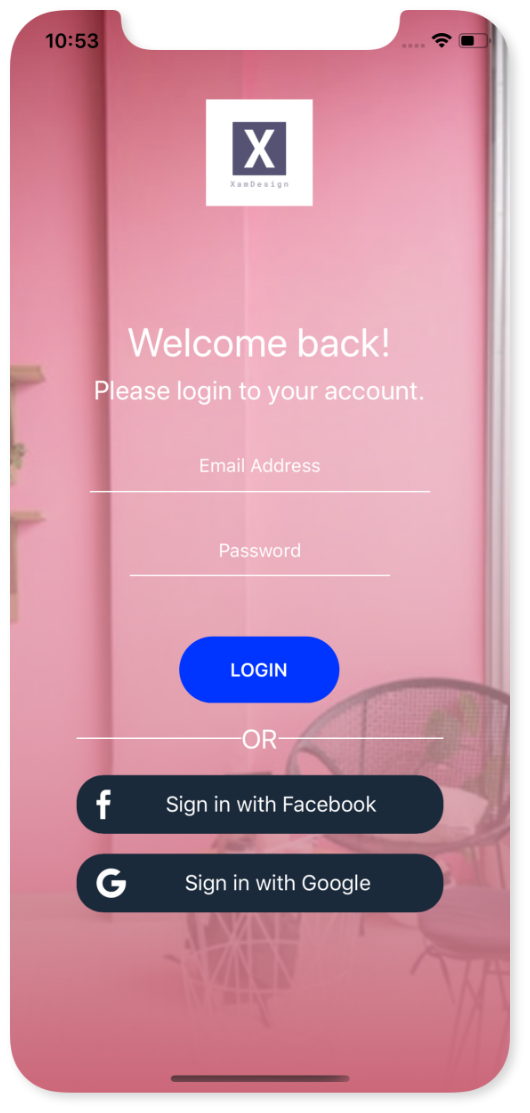 10:53
X
XamDesign
Welcome back!
Please login to your account.
Email Address
Password
LOGIN
OR
f Sign in with Facebook
G Sign in with Google